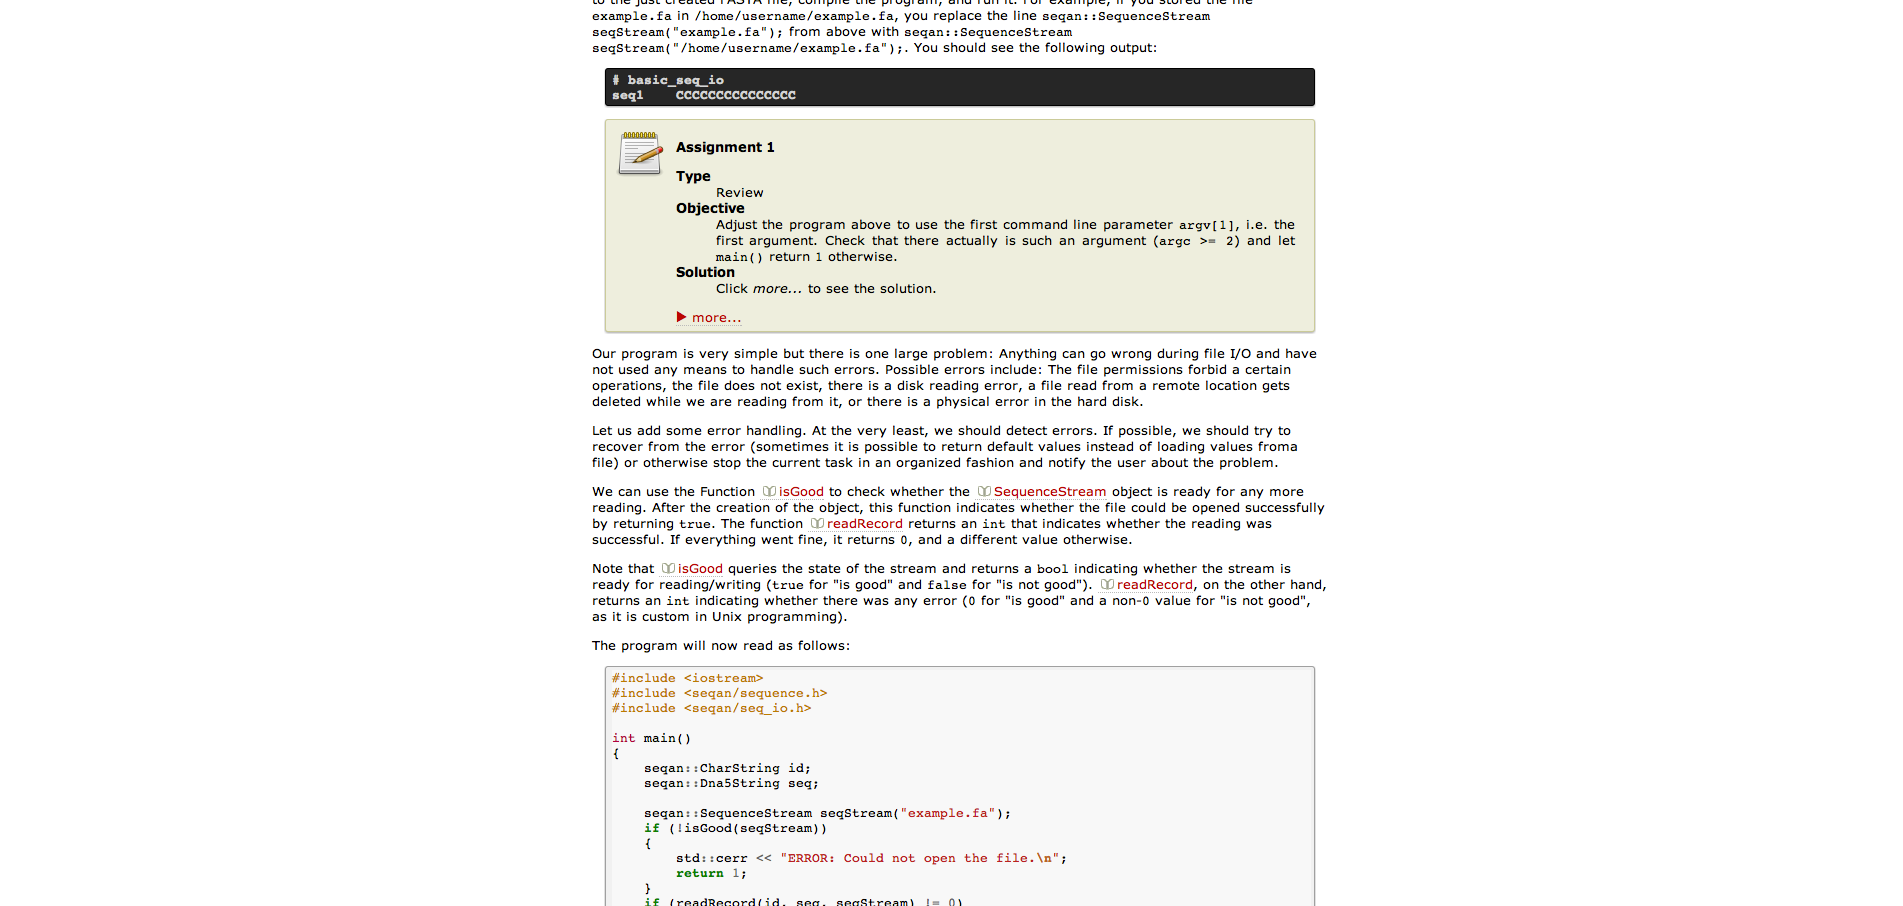 to the just created FASTA file, compile the program, and run it. For example, if you stored the file
example.fa in /home/username/example.fa, you replace the line seqan::SequenceStream
seqStream("example.fa"); from above with seqan::SequenceStream
seqStream("/home/username/example.fa");. You should see the following output:
# basic_seq_io
seq1    CCCCCCCCCCCCCCC
Assignment 1
Type
Review
Objective
Adjust the program above to use the first command line parameter argv[1], i.e. the
first argument. Check that there actually is such an argument (argc >= 2) and let
main() return 1 otherwise.
Solution
Click more... to see the solution.
more...
Our program is very simple but there is one large problem: Anything can go wrong during file I/O and have
not used any means to handle such errors. Possible errors include: The file permissions forbid a certain
operations, the file does not exist, there is a disk reading error, a file read from a remote location gets
deleted while we are reading from it, or there is a physical error in the hard disk.
Let us add some error handling. At the very least, we should detect errors. If possible, we should try to
recover from the error (sometimes it is possible to return default values instead of loading values froma
file) or otherwise stop the current task in an organized fashion and notify the user about the problem.
We can use the Function isGood to check whether the SequenceStream object is ready for any more
reading. After the creation of the object, this function indicates whether the file could be opened successfully
by returning true. The function readRecord returns an int that indicates whether the reading was
successful. If everything went fine, it returns 0, and a different value otherwise.
Note that isGood queries the state of the stream and returns a bool indicating whether the stream is
ready for reading/writing (true for "is good" and false for "is not good"). readRecord, on the other hand,
returns an int indicating whether there was any error (0 for "is good" and a non-0 value for "is not good",
as it is custom in Unix programming).
The program will now read as follows:
#include <iostream>
#include <seqan/sequence.h>
#include <seqan/seq_io.h>
int main()
{
    seqan::CharString id;
    seqan::Dna5String seq;
    seqan::SequenceStream seqStream("example.fa");
    if (!isGood(seqStream))
    {
        std::cerr << "ERROR: Could not open the file.\n";
        return 1;
    }
    if (readRecord(id, seq, seqStream) != 0)